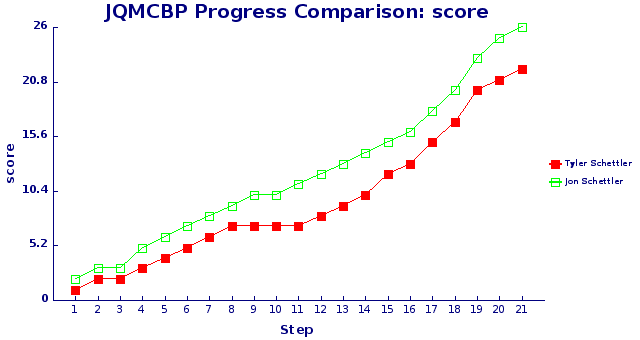 JQMCBP Progress Comparison: score
26
20.8
15.6
10.4
5.2
0
score
1 2 3 4 5 6 7 8 9 10 11 12 13 14 15 16 17 18 19 20 21
Step
Tyler Schettler
Jon Schettler